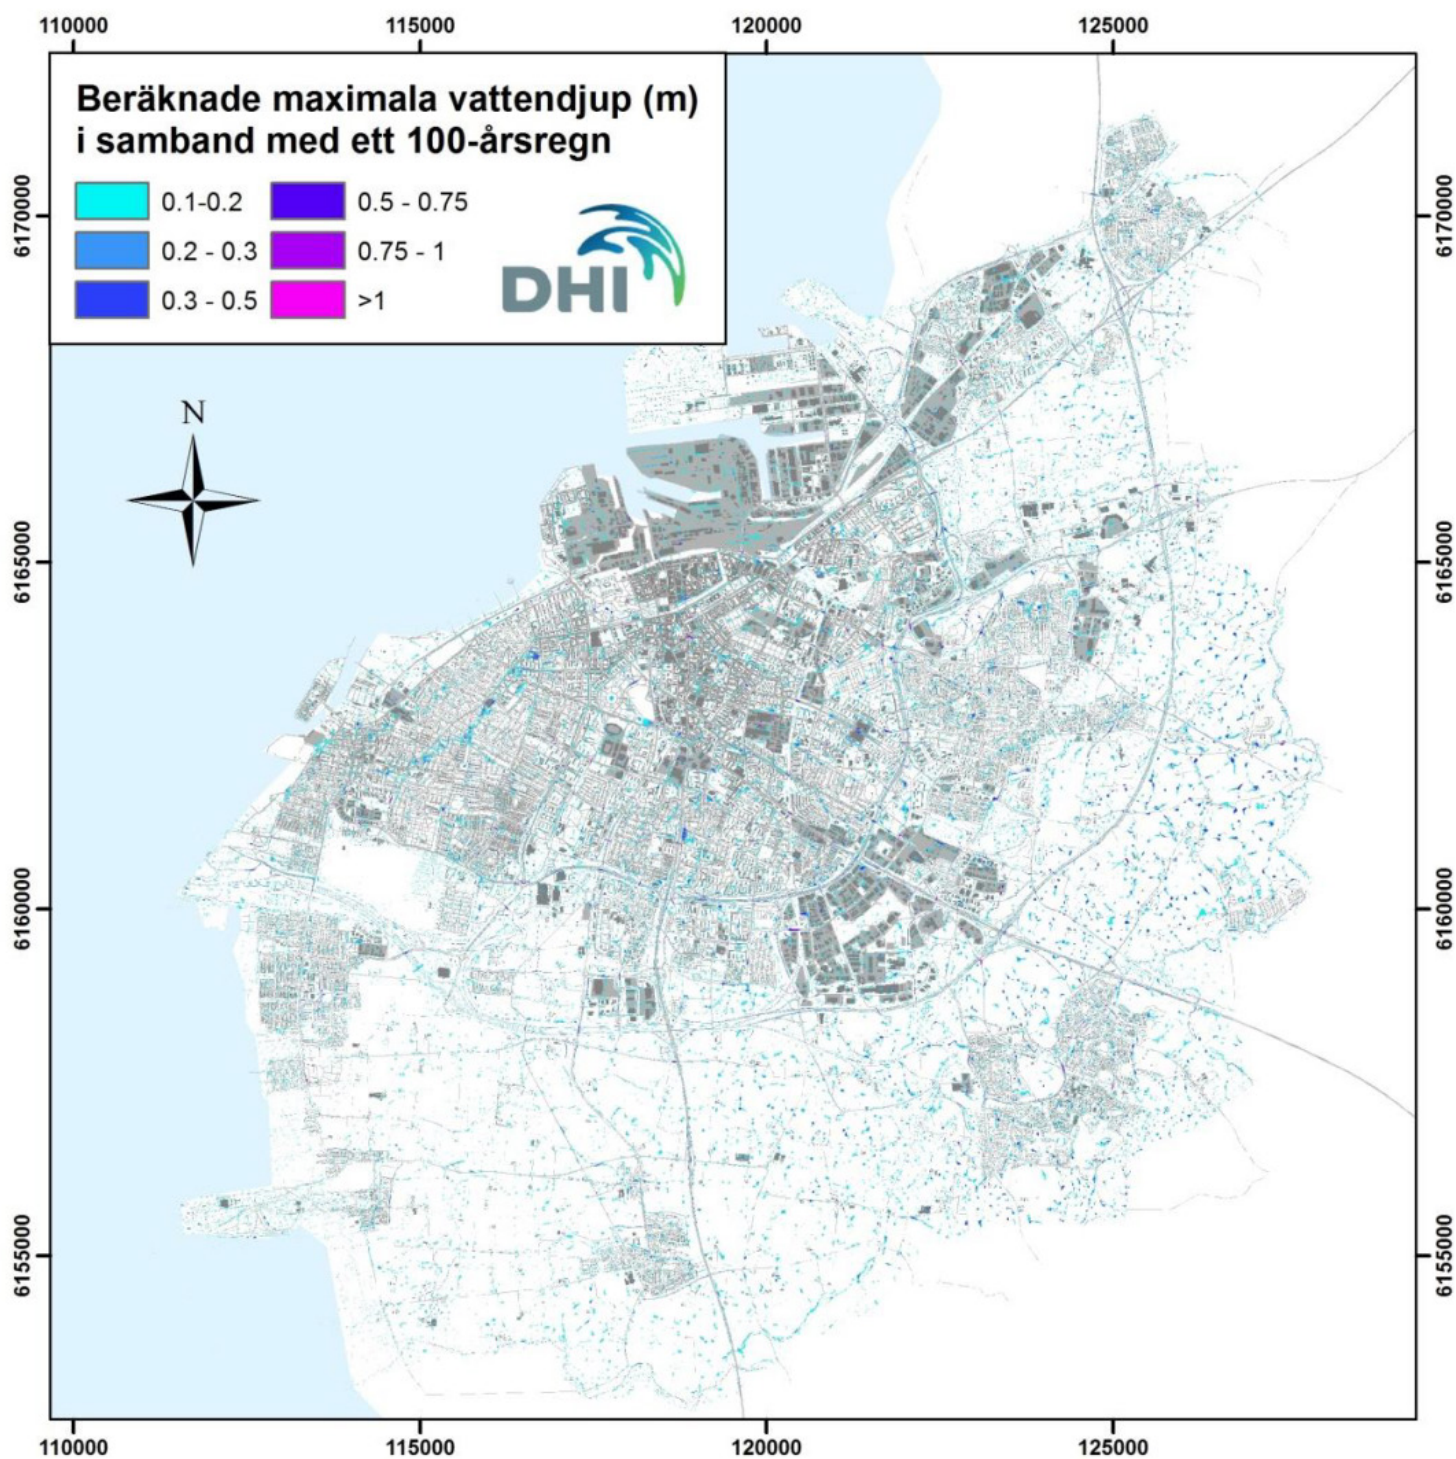 110000 115000 120000 125000
Beräknade maximala vattendjup (m)
i samband med ett 100-årsregn
0.1-0.2 0.5 - 0.75
0.2 - 0.3 0.75 - 1
0.3 - 0.5 >1
DHI
N
6170000 6170000
6165000 6165000
6160000 6160000
6155000 6155000
110000 115000 120000 125000